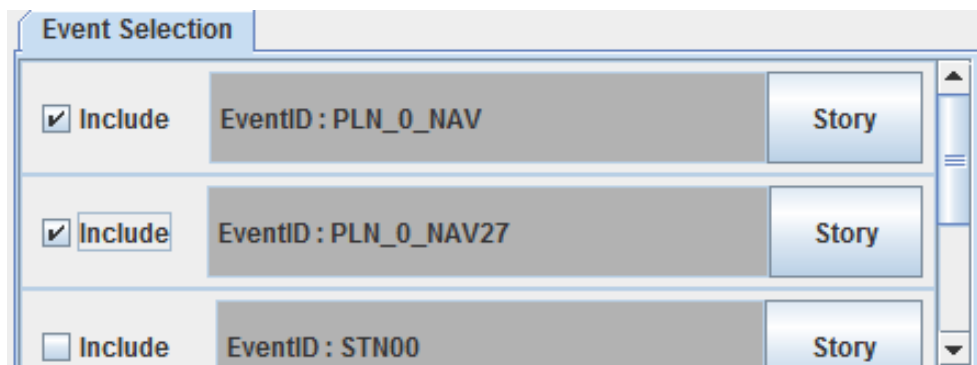 Event Selection
Include EventID : PLN_0_NAV Story
Include EventID : PLN_0_NAV27 Story
Include EventID : STN00 Story